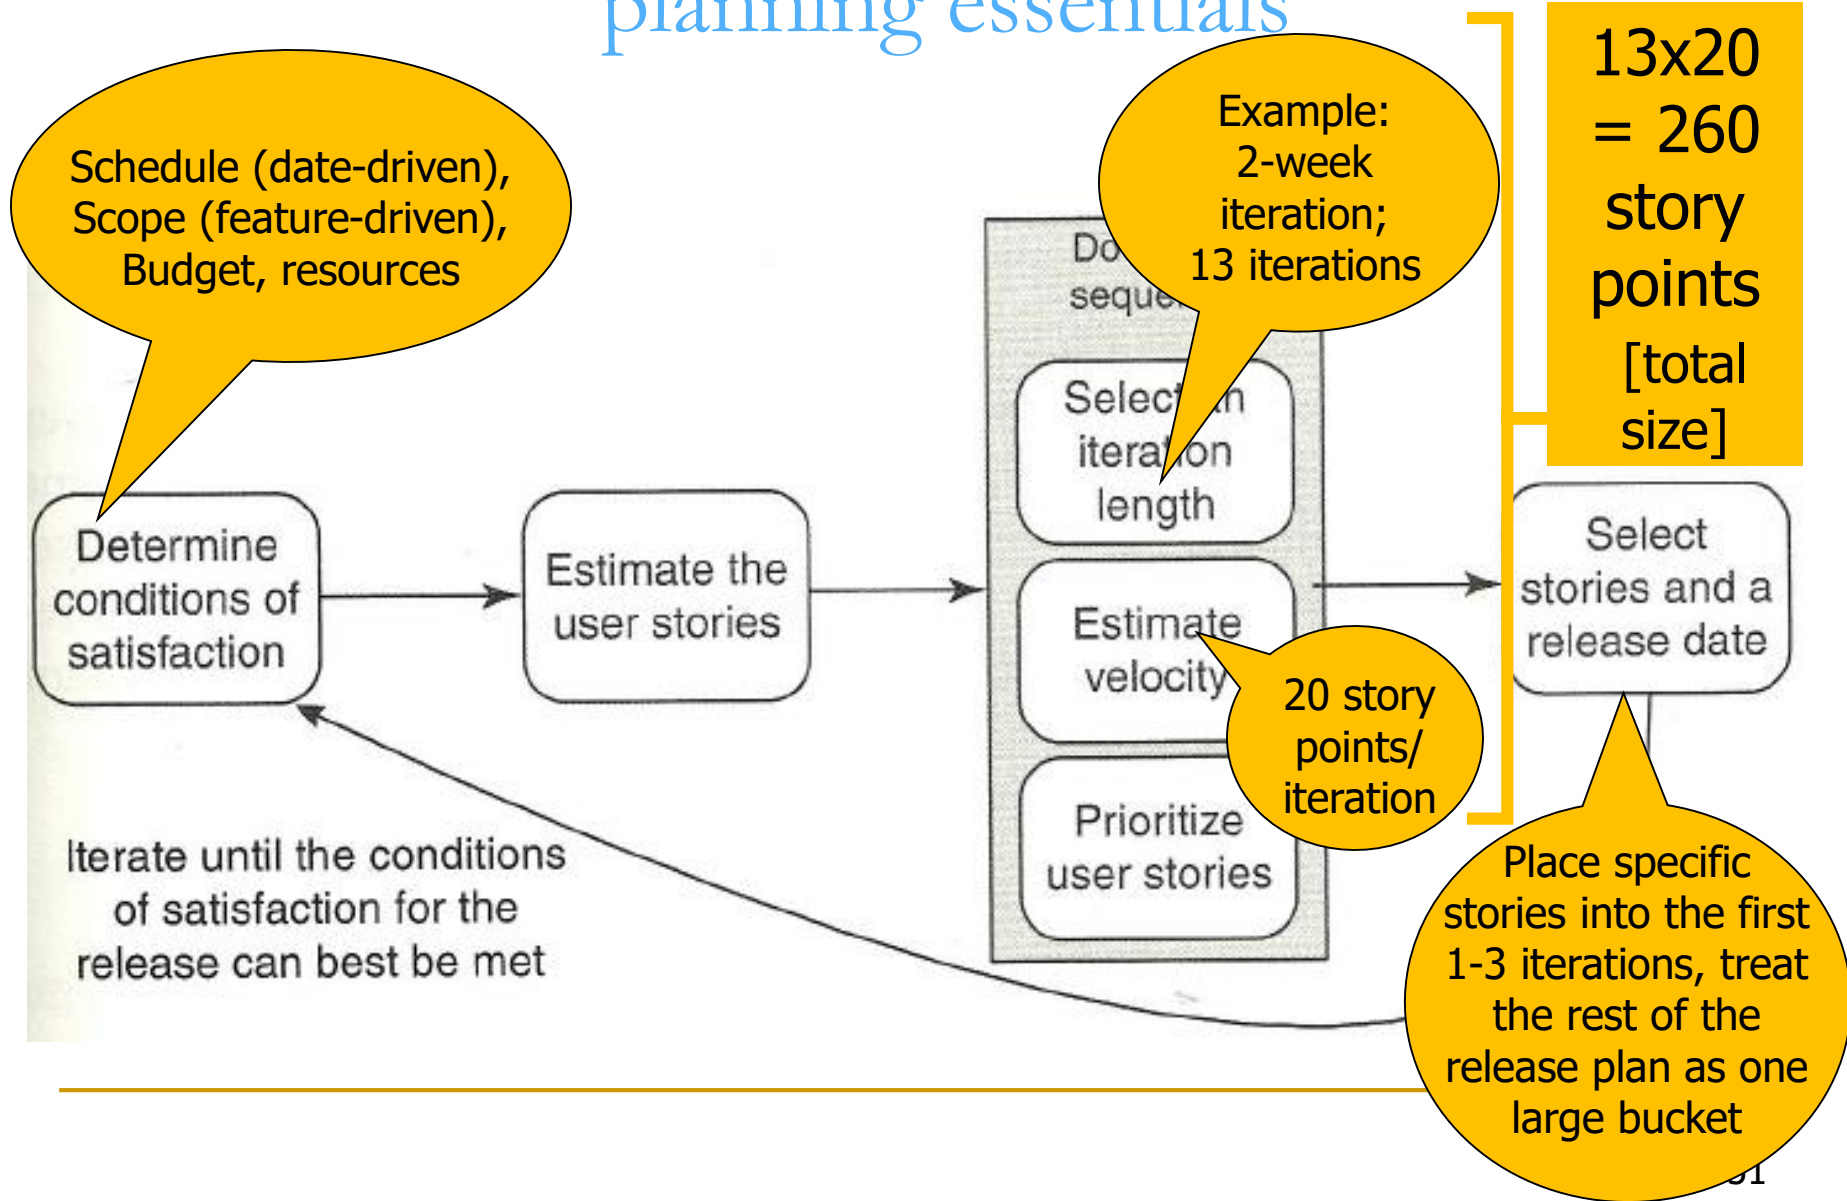 planning essentials
Schedule (date-driven),
Scope (feature-driven),
Budget, resources
Example:
2-week
iteration;
13 iterations
13x20
= 260
story
points
[total
size]
Determine
conditions of
satisfaction
Estimate the
user stories
Select
iteration
length
Estimate
velocity
Prioritize
user stories
20 story
points/
iteration
Select
stories and a
release date
Iterate until the conditions
of satisfaction for the
release can best be met
Place specific
stories into the first
1-3 iterations, treat
the rest of the
release plan as one
large bucket